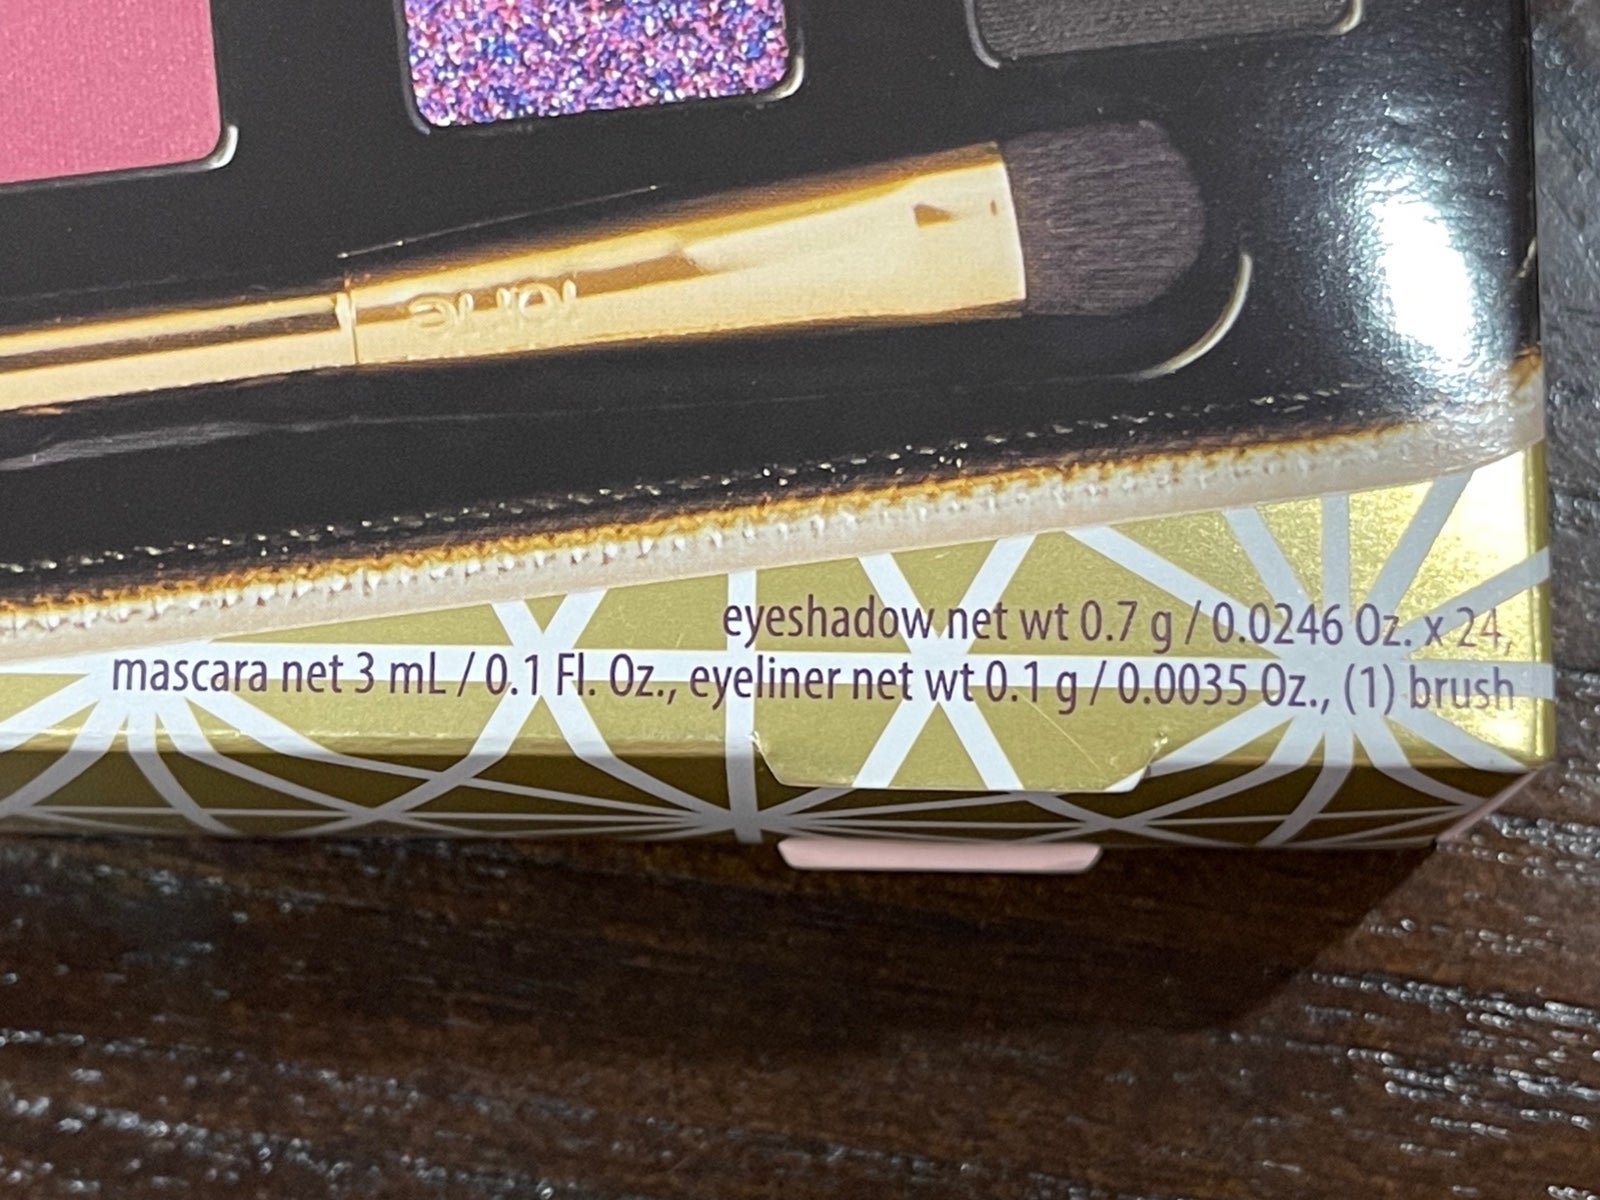 tarte
eyeshadow net wt 0.7 g / 0.0246 Oz. x 24,
mascara net 3 mL / 0.1 Fl. Oz., eyeliner net wt 0.1 g / 0.0035 Oz., (1) brush